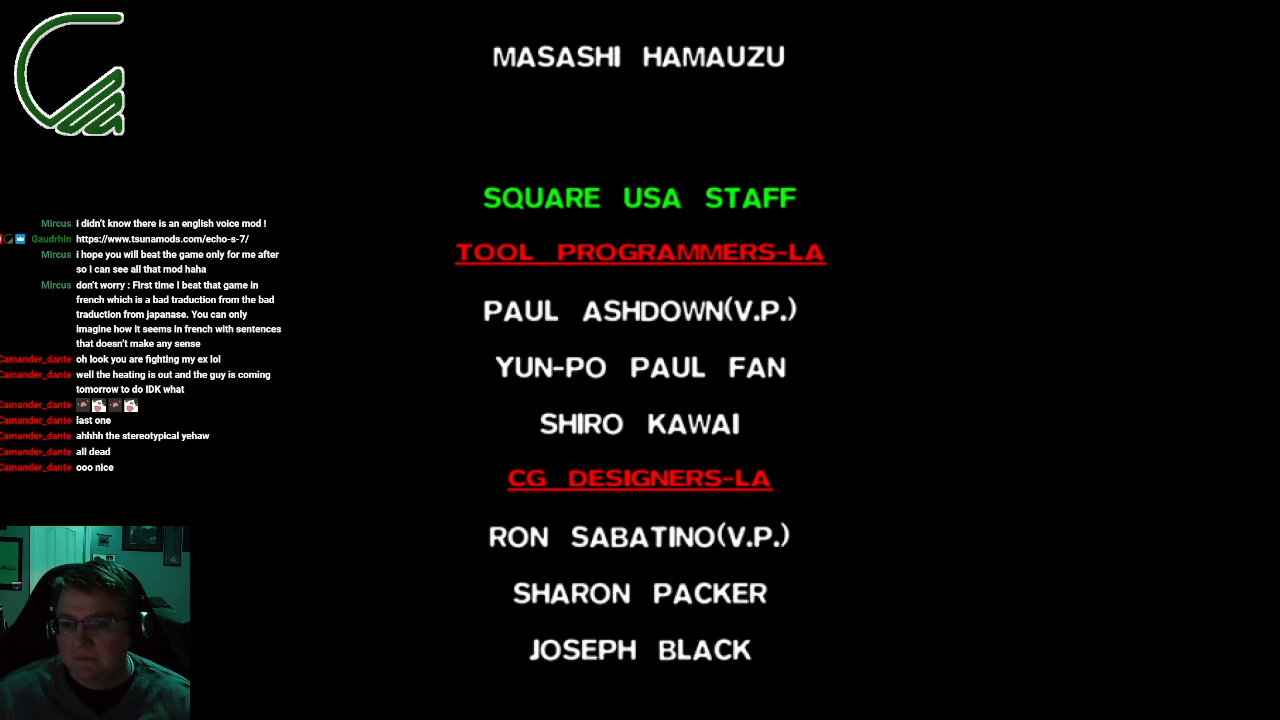 MASASHI HAMAUZU
SQUARE USA STAFF
TOOL PROGRAMMERS-LA
PAUL ASHDOWN(V.P.)
YUN-PO PAUL FAN
SHIRO KAWAI
CG DESIGNERS-LA
RON SABATINO(V.P.)
SHARON PACKER
JOSEPH BLACK
Mircus i didn't know there is an english voice mod !
Gaudrhin https://www.tsunamods.com/echo-s-7/
Mircus i hope you will beat the game only for me after
so I can see all that mod haha
Mircus don't worry : First time I beat that game in
french which is a bad traduction from the bad
traduction from japanase. You can only
imagine how it seems in french with sentences
that doesn't make any sense
Camander_dante oh look you are fighting my ex lol
Camander_dante well the heating is out and the guy is coming
tomorrow to do IDK what
Camander_dante
Camander_dante last one
Camander_dante ahhhh the stereotypical yehaw
Camander_dante all dead
Camander_dante ooo nice